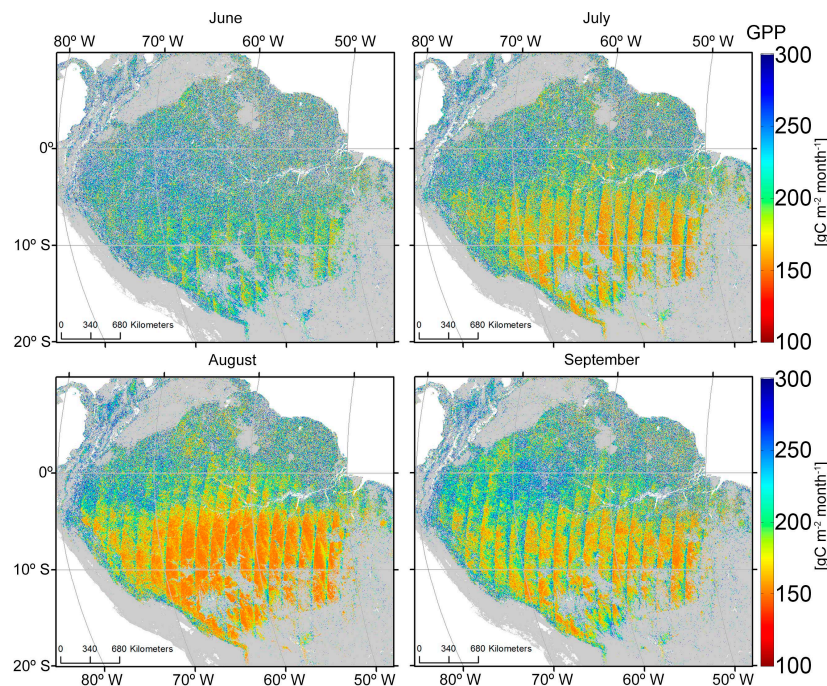 June
July
80º W 70º W 60º W 50º W
80º W 70º W 60º W 50º W
GPP
300
250
200
150
100
[gC m⁻² month⁻¹]
0º
10º S
20º S
0 340 680 Kilometers
0 340 680 Kilometers
August
September
300
250
200
150
100
[gC m⁻² month⁻¹]
0º
10º S
20º S
0 340 680 Kilometers
0 340 680 Kilometers
80º W 70º W 60º W 50º W
80º W 70º W 60º W 50º W